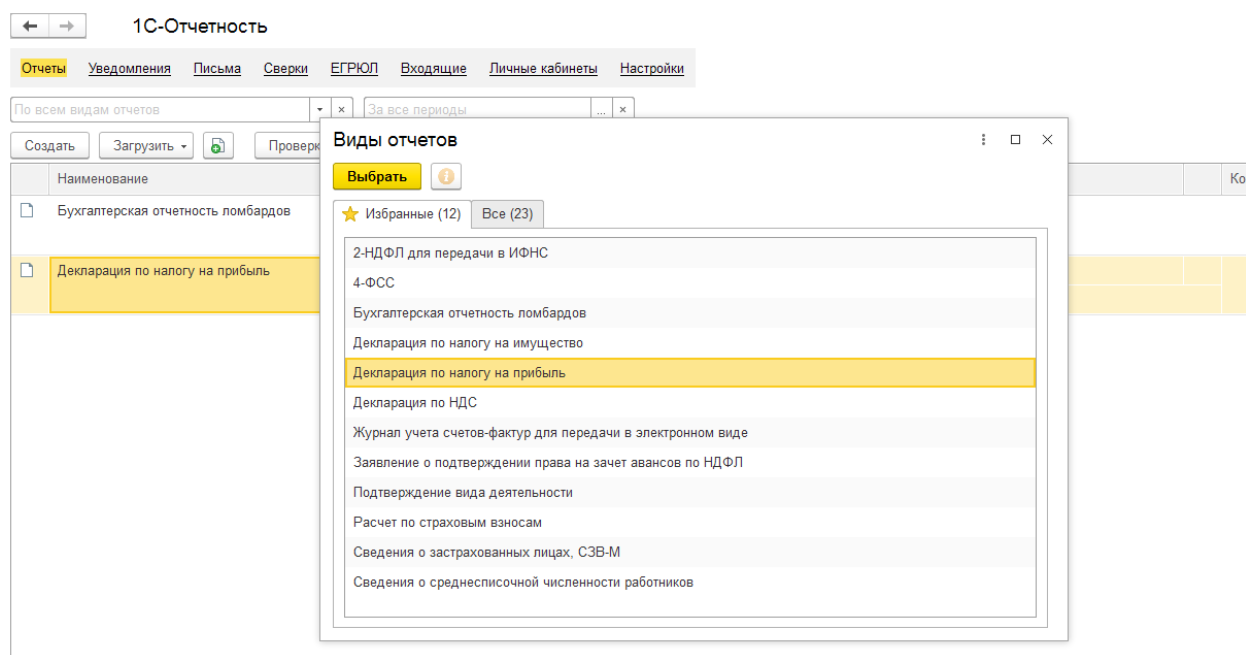 1С-Отчетность
Отчеты Уведомления Письма Сверки ЕГРЮЛ Входящие Личные кабинеты Настройки
По всем видам отчетов За все периоды ...
Создать Загрузить
Наименование
Бухгалтерская отчетность ломбардов
Декларация по налогу на прибыль
Виды отчетов
Выбрать
Избранные (12) Все (23)
2-НДФЛ для передачи в ИФНС
4-ФСС
Бухгалтерская отчетность ломбардов
Декларация по налогу на имущество
Декларация по налогу на прибыль
Декларация по НДС
Журнал учета счетов-фактур для передачи в электронном виде
Заявление о подтверждении права на зачет авансов по НДФЛ
Подтверждение вида деятельности
Расчет по страховым взносам
Сведения о застрахованных лицах, СЗВ-М
Сведения о среднесписочной численности работников